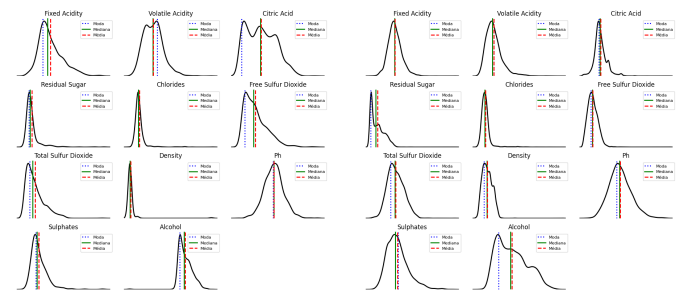 Fixed Acidity
Moda
Mediana
Média
Volatile Acidity
Moda
Mediana
Média
Citric Acid
Moda
Mediana
Média
Fixed Acidity
Moda
Mediana
Média
Volatile Acidity
Moda
Mediana
Média
Citric Acid
Moda
Mediana
Média
Residual Sugar
Moda
Mediana
Média
Chlorides
Moda
Mediana
Média
Free Sulfur Dioxide
Moda
Mediana
Média
Residual Sugar
Moda
Mediana
Média
Chlorides
Moda
Mediana
Média
Free Sulfur Dioxide
Moda
Mediana
Média
Total Sulfur Dioxide
Moda
Mediana
Média
Density
Moda
Mediana
Média
Ph
Moda
Mediana
Média
Total Sulfur Dioxide
Moda
Mediana
Média
Density
Moda
Mediana
Média
Ph
Moda
Mediana
Média
Sulphates
Moda
Mediana
Média
Alcohol
Moda
Mediana
Média
Sulphates
Moda
Mediana
Média
Alcohol
Moda
Mediana
Média